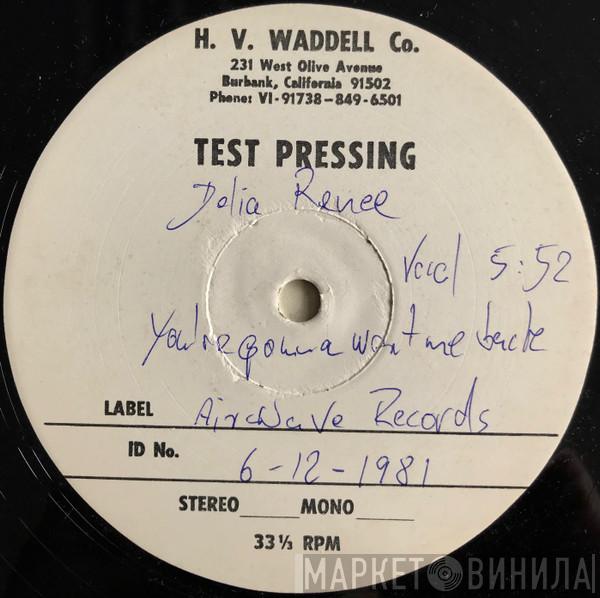 H. V. WADDELL Co.
231 West Olive Avenue
Burbank, California 91502
Phone: VI-91738-849-6501
TEST PRESSING
Delia Renee
Vocal 5:52
You're gonna want me back
LABEL Airwave Records
ID No. 6-12-1981
STEREO MONO
33⅓ RPM
МАРКЕТ ВИНИЛА